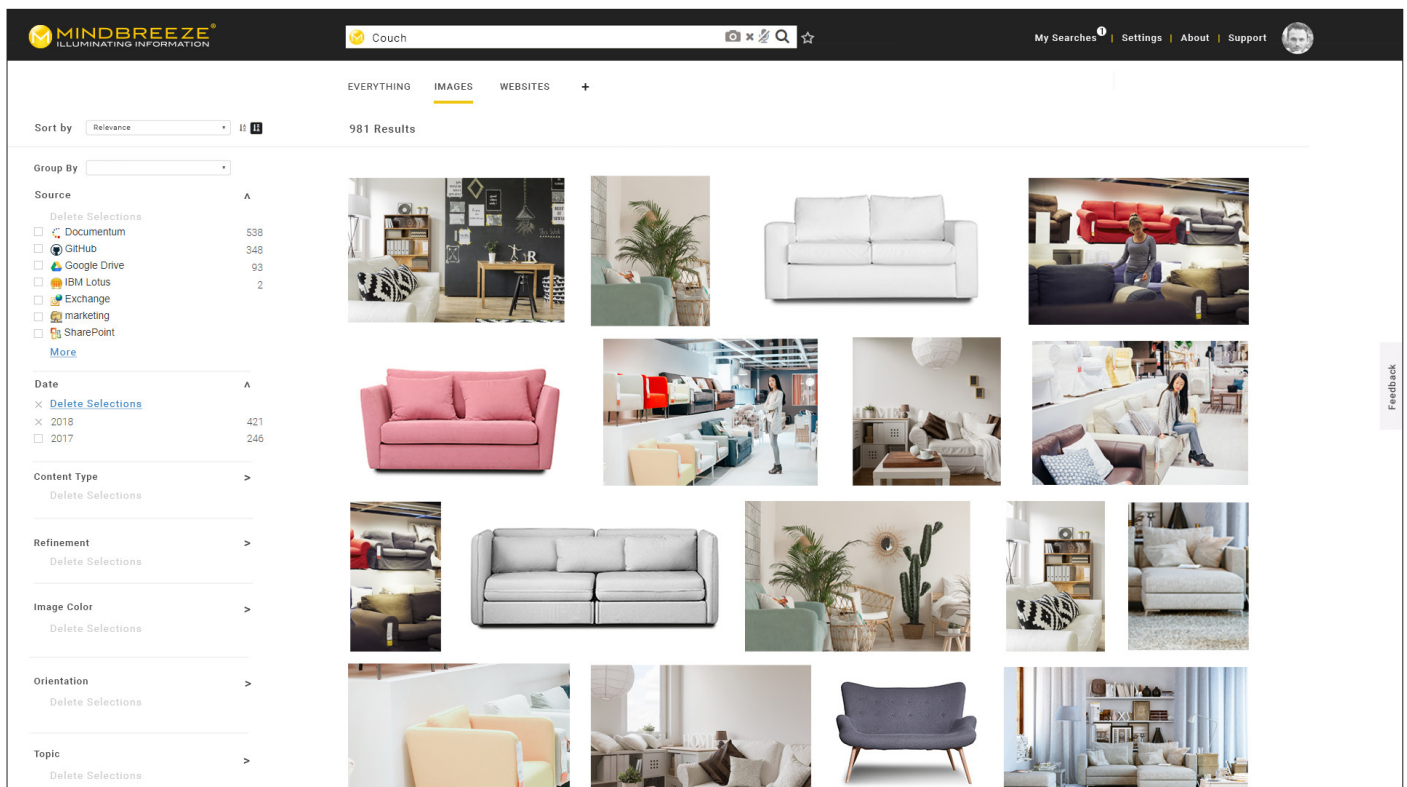 MINDBREEZE®
ILLUMINATING INFORMATION
Couch
My Searches 1 | Settings | About | Support
EVERYTHING IMAGES WEBSITES +
Sort by Relevance
981 Results
Group By
Source
Delete Selections
Documentum 538
GitHub 348
Google Drive 93
IBM Lotus 2
Exchange
marketing
SharePoint
More
Date
Delete Selections
2018 421
2017 246
Content Type >
Delete Selections
Refinement >
Delete Selections
Image Color >
Delete Selections
Orientation >
Delete Selections
Topic >
Delete Selections
Feedback
HOME